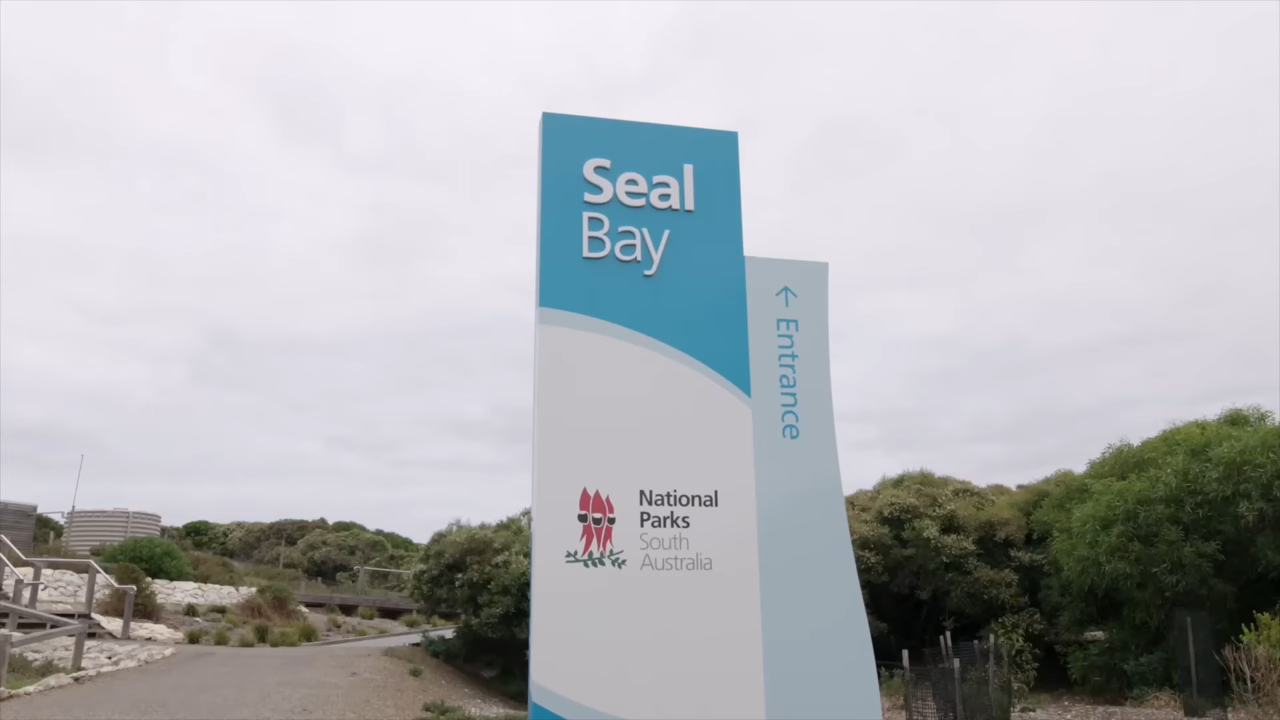 Seal
Bay
← Entrance
National
Parks
South
Australia